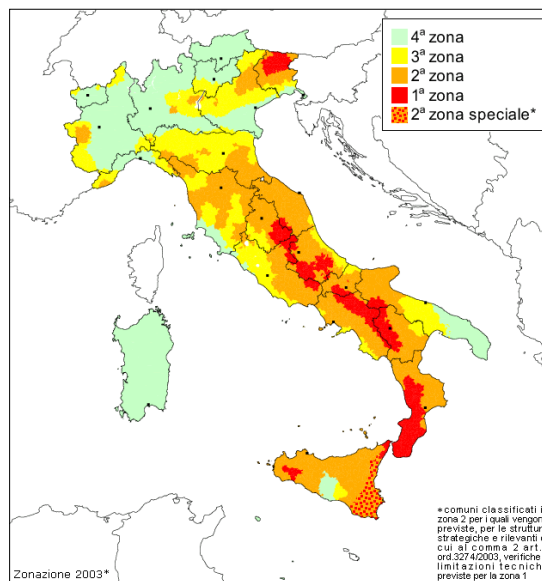 4ª zona
3ª zona
2ª zona
1ª zona
2ª zona speciale*
*comuni classificati i
zona 2 per i quali vengon
previste, per le struttur
strategiche e rilevanti d
cui al comma 2 art.
ord.3274/2003, verifiche
limitazioni tecnich
previste per la zona 1
Zonazione 2003*